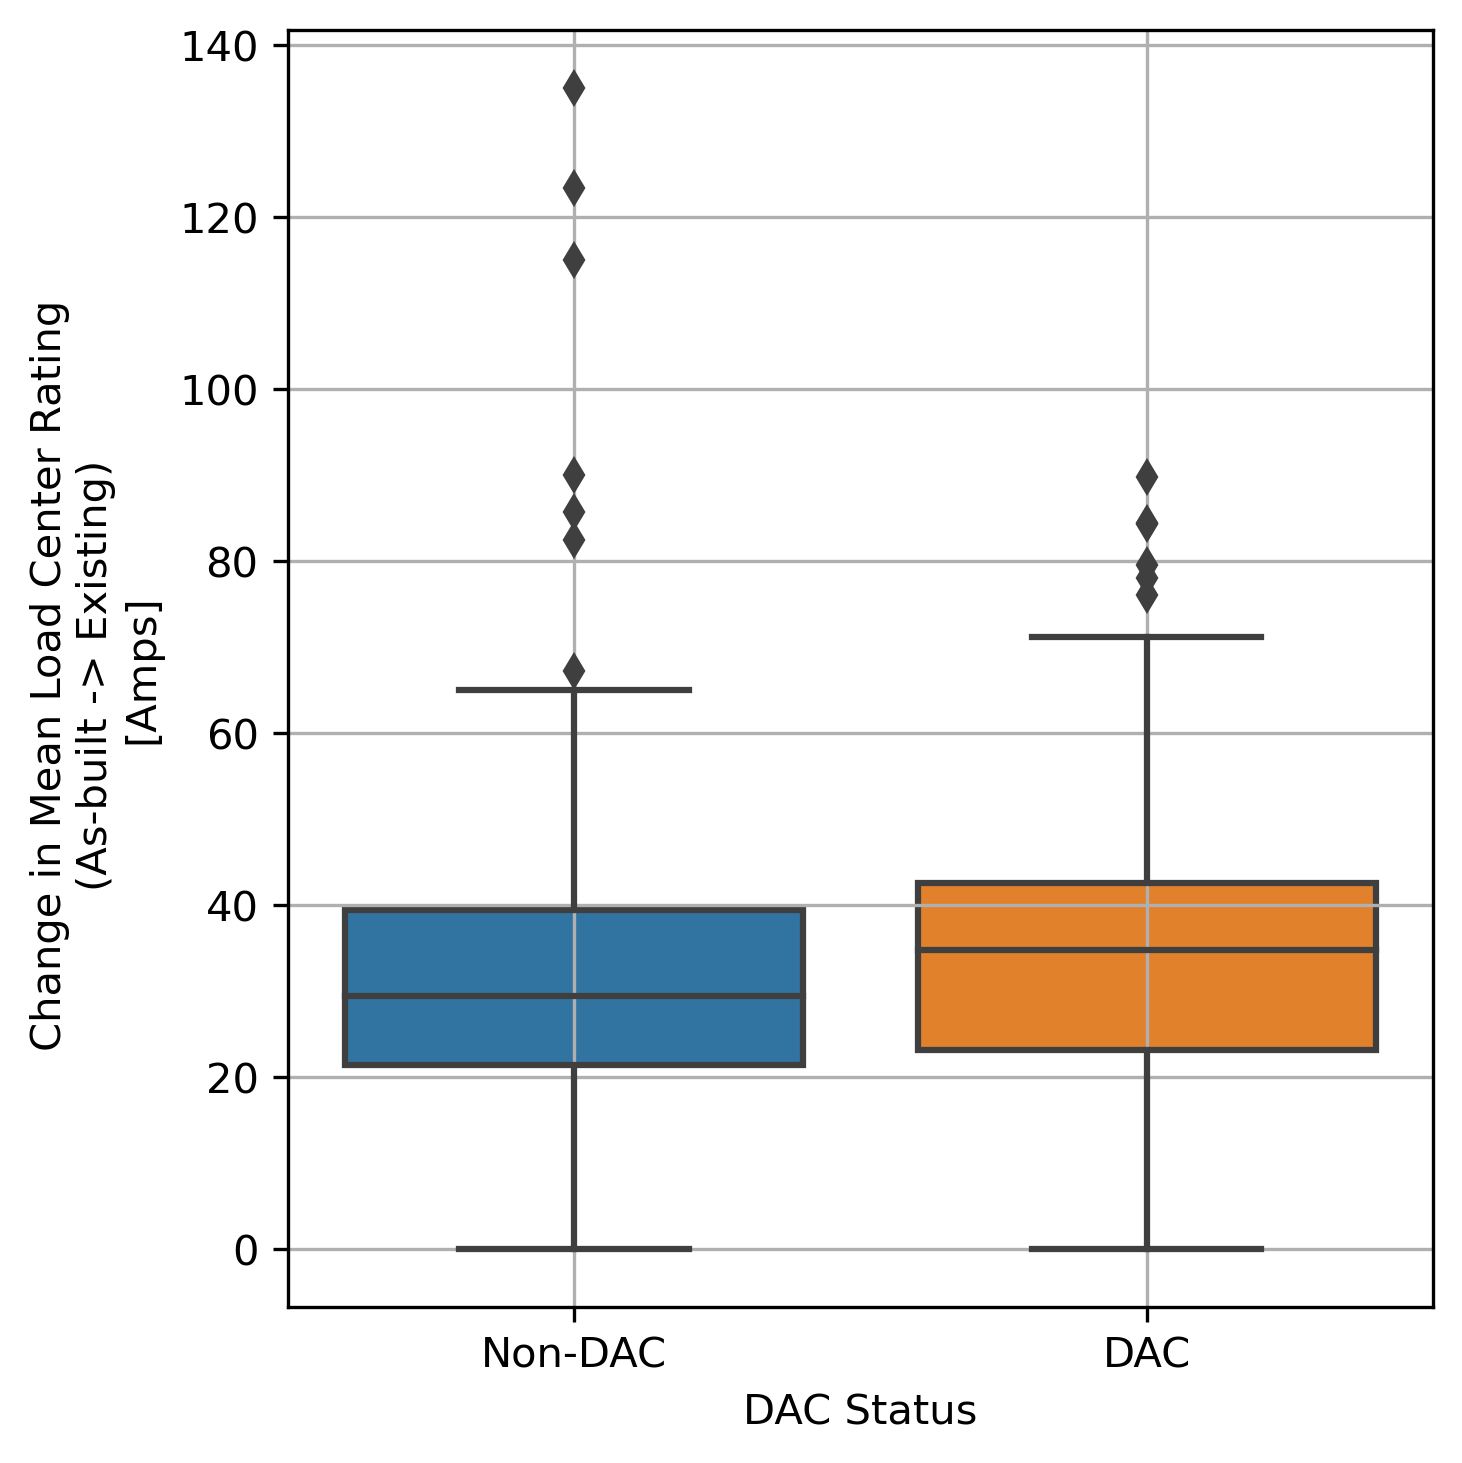 Change in Mean Load Center Rating
(As-built -> Existing)
[Amps]
140
120
100
80
60
40
20
0
Non-DAC
DAC
DAC Status